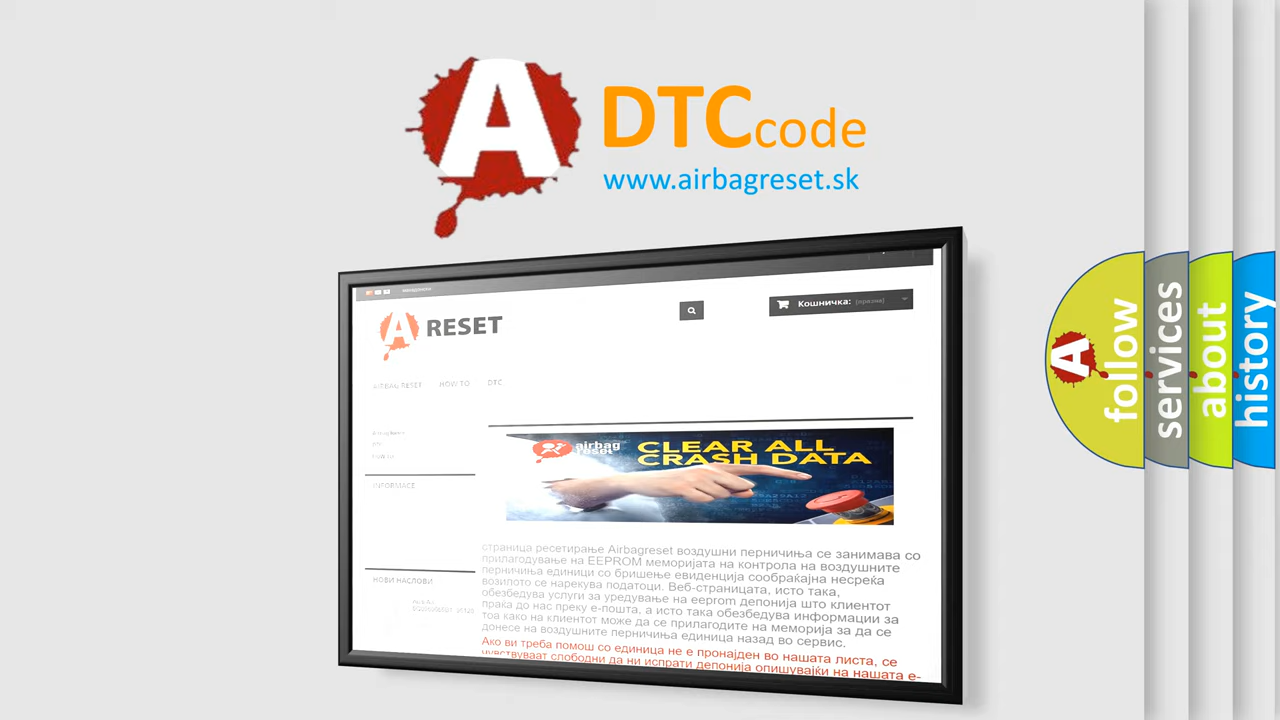 A
DTC code
www.airbagreset.sk
A RESET
Кошничка: (празна)
AIRBAG RESET HOW TO DTC
airbag
reset
CLEAR ALL
CRASH DATA
INFORMACE
НОВИ НАСЛОВИ
страница ресетирање Airbagreset воздушни перничиња се занимава со
прилагодување на EEPROM меморијата на контрола на воздушните
перничиња единици со бришење евиденција сообраќајна несреќа
возилото се нарекува податоци. Веб-страницата, исто така,
обезбедува услуги за уредување на eeprom депонија што клиентот
праќа до нас преку е-пошта, а исто така обезбедува информации за
тоа како на клиентот може да се прилагодите на меморија за да се
донесе на воздушните перничиња единица назад во сервис.
Ако ви треба помош со единица не е пронајден во нашата листа, се
чувствуваат слободни да ни испрати депонија опишувајќи на нашата е-
A
follow
services
about
history